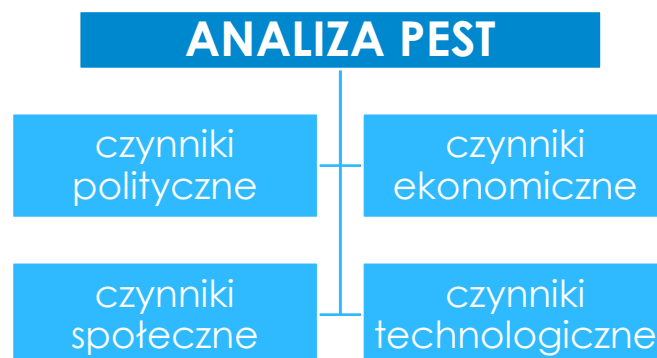 ANALIZA PEST
czynniki
polityczne
czynniki
ekonomiczne
czynniki
społeczne
czynniki
technologiczne